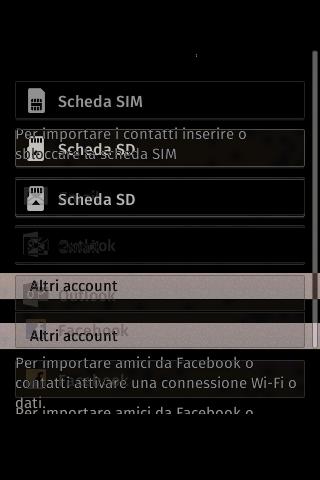 Scheda SIM
Per importare i contatti inserire o
Scheda SD
sbloccare la scheda SIM
Scheda SD
Outlook
Altri account
Outlook
Facebook
Altri account
Per importare amici da Facebook o
Facebook
contatti attivare una connessione Wi-Fi o
dati.
Per importare amici da Facebook o